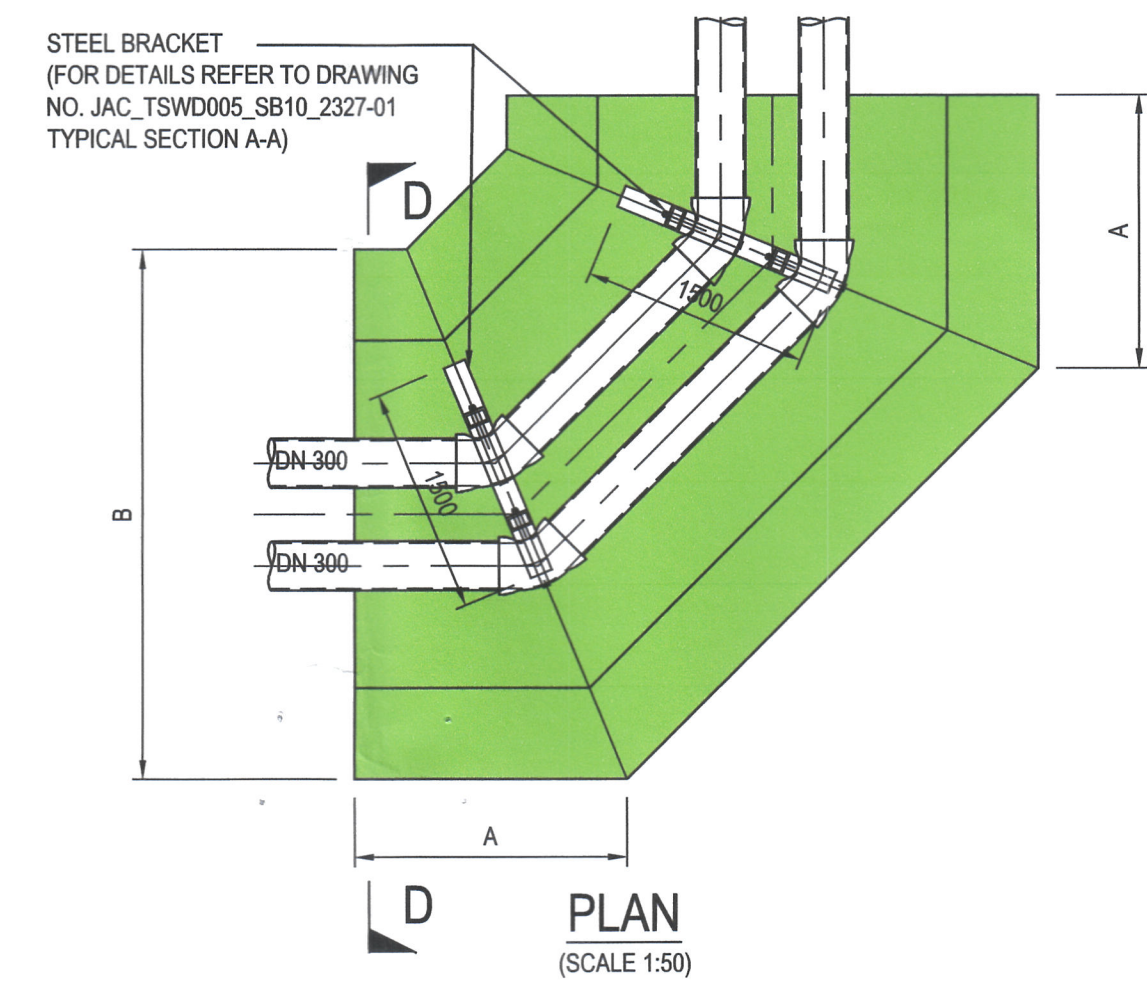 STEEL BRACKET
(FOR DETAILS REFER TO DRAWING
NO. JAC_TSWD005_SB10_2327-01
TYPICAL SECTION A-A)
D
A
1500
1500
DN 300
B
DN 300
A
D
PLAN
(SCALE 1:50)